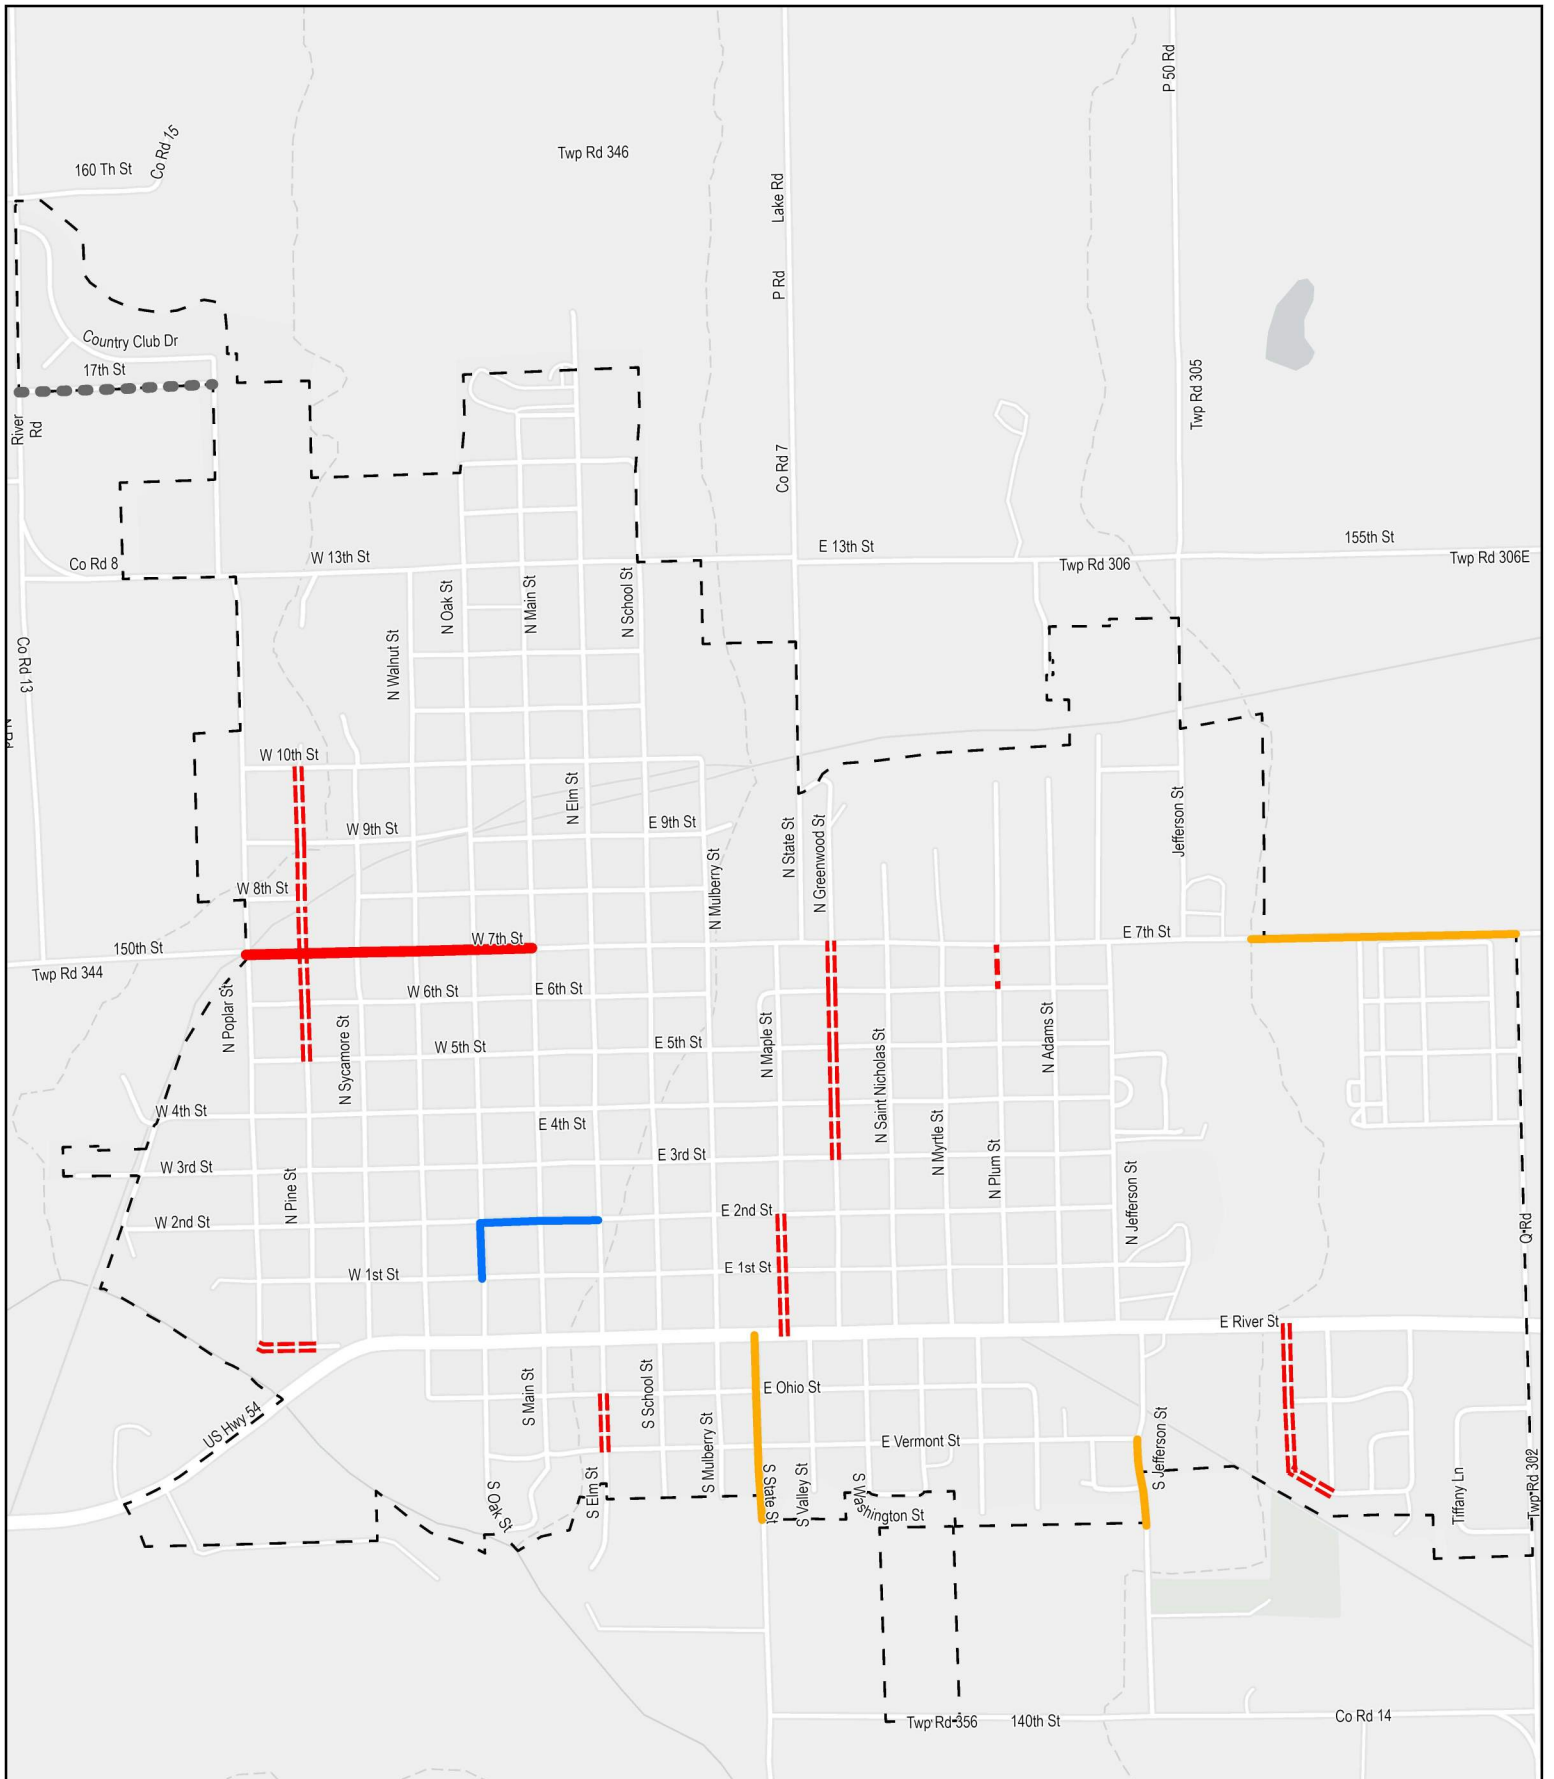 P 50 Rd
Co Rd 15
160 Th St
Twp Rd 346
Lake Rd
P Rd
Country Club Dr
17th St
Twp Rd 305
River
Rd
Co Rd 7
E 13th St
155th St
Twp Rd 306
Twp Rd 306E
W 13th St
Co Rd 8
N Oak St
N Main St
N School St
N Walnut St
Co Rd 13
W 10th St
N Elm St
W 9th St
E 9th St
N State St
N Greenwood St
Jefferson St
N Mulberry St
W 8th St
W 7th St
150th St
E 7th St
Twp Rd 344
W 6th St
E 6th St
N Poplar St
N Sycamore St
W 5th St
E 5th St
N Maple St
N Saint Nicholas St
N Adams St
W 4th St
E 4th St
W 3rd St
E 3rd St
N Myrtle St
N Plum St
N Pine St
N Jefferson St
W 2nd St
E 2nd St
Q Rd
W 1st St
E 1st St
E River St
US Hwy 54
S Main St
S School St
E Ohio St
S Mulberry St
E Vermont St
S Jefferson St
S Oak St
S Elm St
S State St
S Valley St
S Washington St
Tiffany Ln
Twp Rd 302
Twp Rd 356
140th St
Co Rd 14